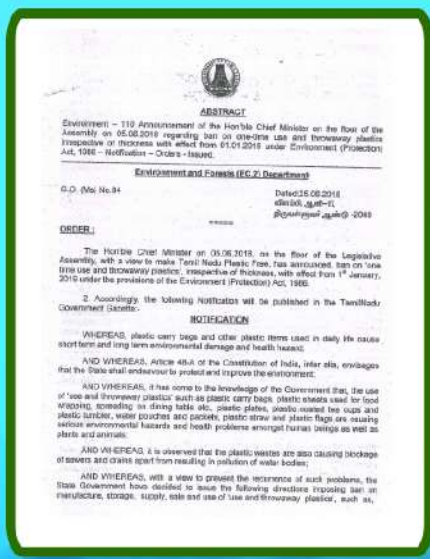 ABSTRACT
Environment – 110 Announcement of the Hon'ble Chief Minister on the floor of the
Assembly on 05.06.2018 regarding ban on one-time use and throwaway plastics
irrespective of thickness with effect from 01.01.2019 under Environment (Protection)
Act, 1986 – Notification – Orders - Issued.
Environment and Forests (EC.2) Department
G.O. (Ms) No.84
Dated:25.06.2018
*****
ORDER :
The Hon'ble Chief Minister on 05.06.2018, on the floor of the Legislative
Assembly, with a view to make Tamil Nadu Plastic Free, has announced, ban on 'one
time use and throwaway plastics', irrespective of thickness, with effect from 1st January,
2019 under the provisions of the Environment (Protection) Act, 1986.
2. Accordingly, the following Notification will be published in the TamilNadu
Government Gazette:-
NOTIFICATION
WHEREAS, plastic carry bags and other plastic items used in daily life cause
short term and long term environmental damage and health hazard;
AND WHEREAS, Article 48-A of the Constitution of India, inter alia, envisages
that the State shall endeavour to protect and improve the environment;
AND WHEREAS, it has come to the knowledge of the Government that, the use
of 'use and throwaway plastics' such as plastic carry bags, plastic sheets used for food
wrapping, spreading on dining table etc., plastic plates, plastic coated tea cups and
plastic tumbler, water pouches and packets, plastic straw and plastic flags are causing
serious environmental hazards and health problems amongst human beings as well as
plants and animals;
AND WHEREAS, it is observed that the plastic wastes are also causing blockage
of sewers and drains apart from resulting in pollution of water bodies;
AND WHEREAS, with a view to prevent the recurrence of such problems, the
State Government have decided to issue the following directions imposing ban on
manufacture, storage, supply, sale and use of 'use and throwaway plastics', such as,